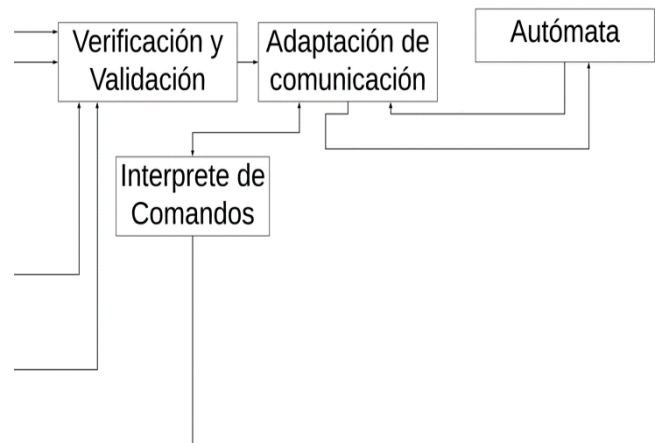 Verificación y
Validación
Adaptación de
comunicación
Autómata
Interprete de
Comandos